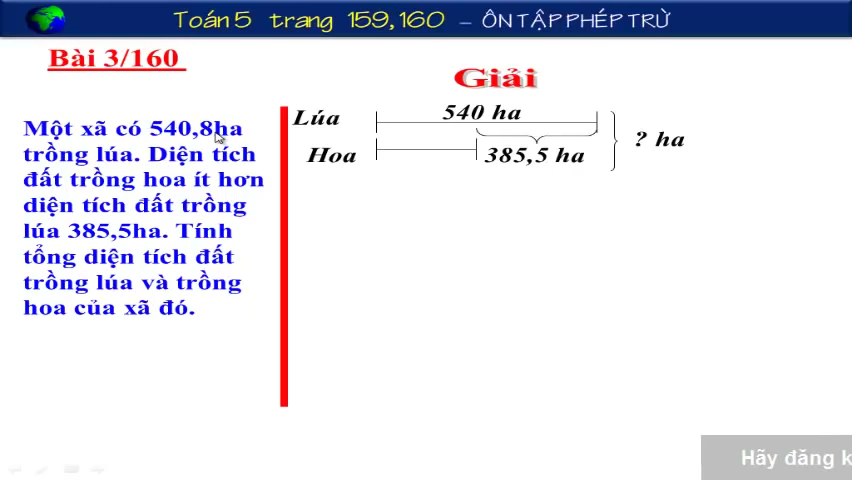 Toán 5 trang 159,160 – ÔN TẬP PHÉP TRỪ
Bài 3/160
Giải
Một xã có 540,8ha
trồng lúa. Diện tích
đất trồng hoa ít hơn
diện tích đất trồng
lúa 385,5ha. Tính
tổng diện tích đất
trồng lúa và trồng
hoa của xã đó.
Lúa 540 ha
Hoa 385,5 ha
? ha
Hãy đăng k